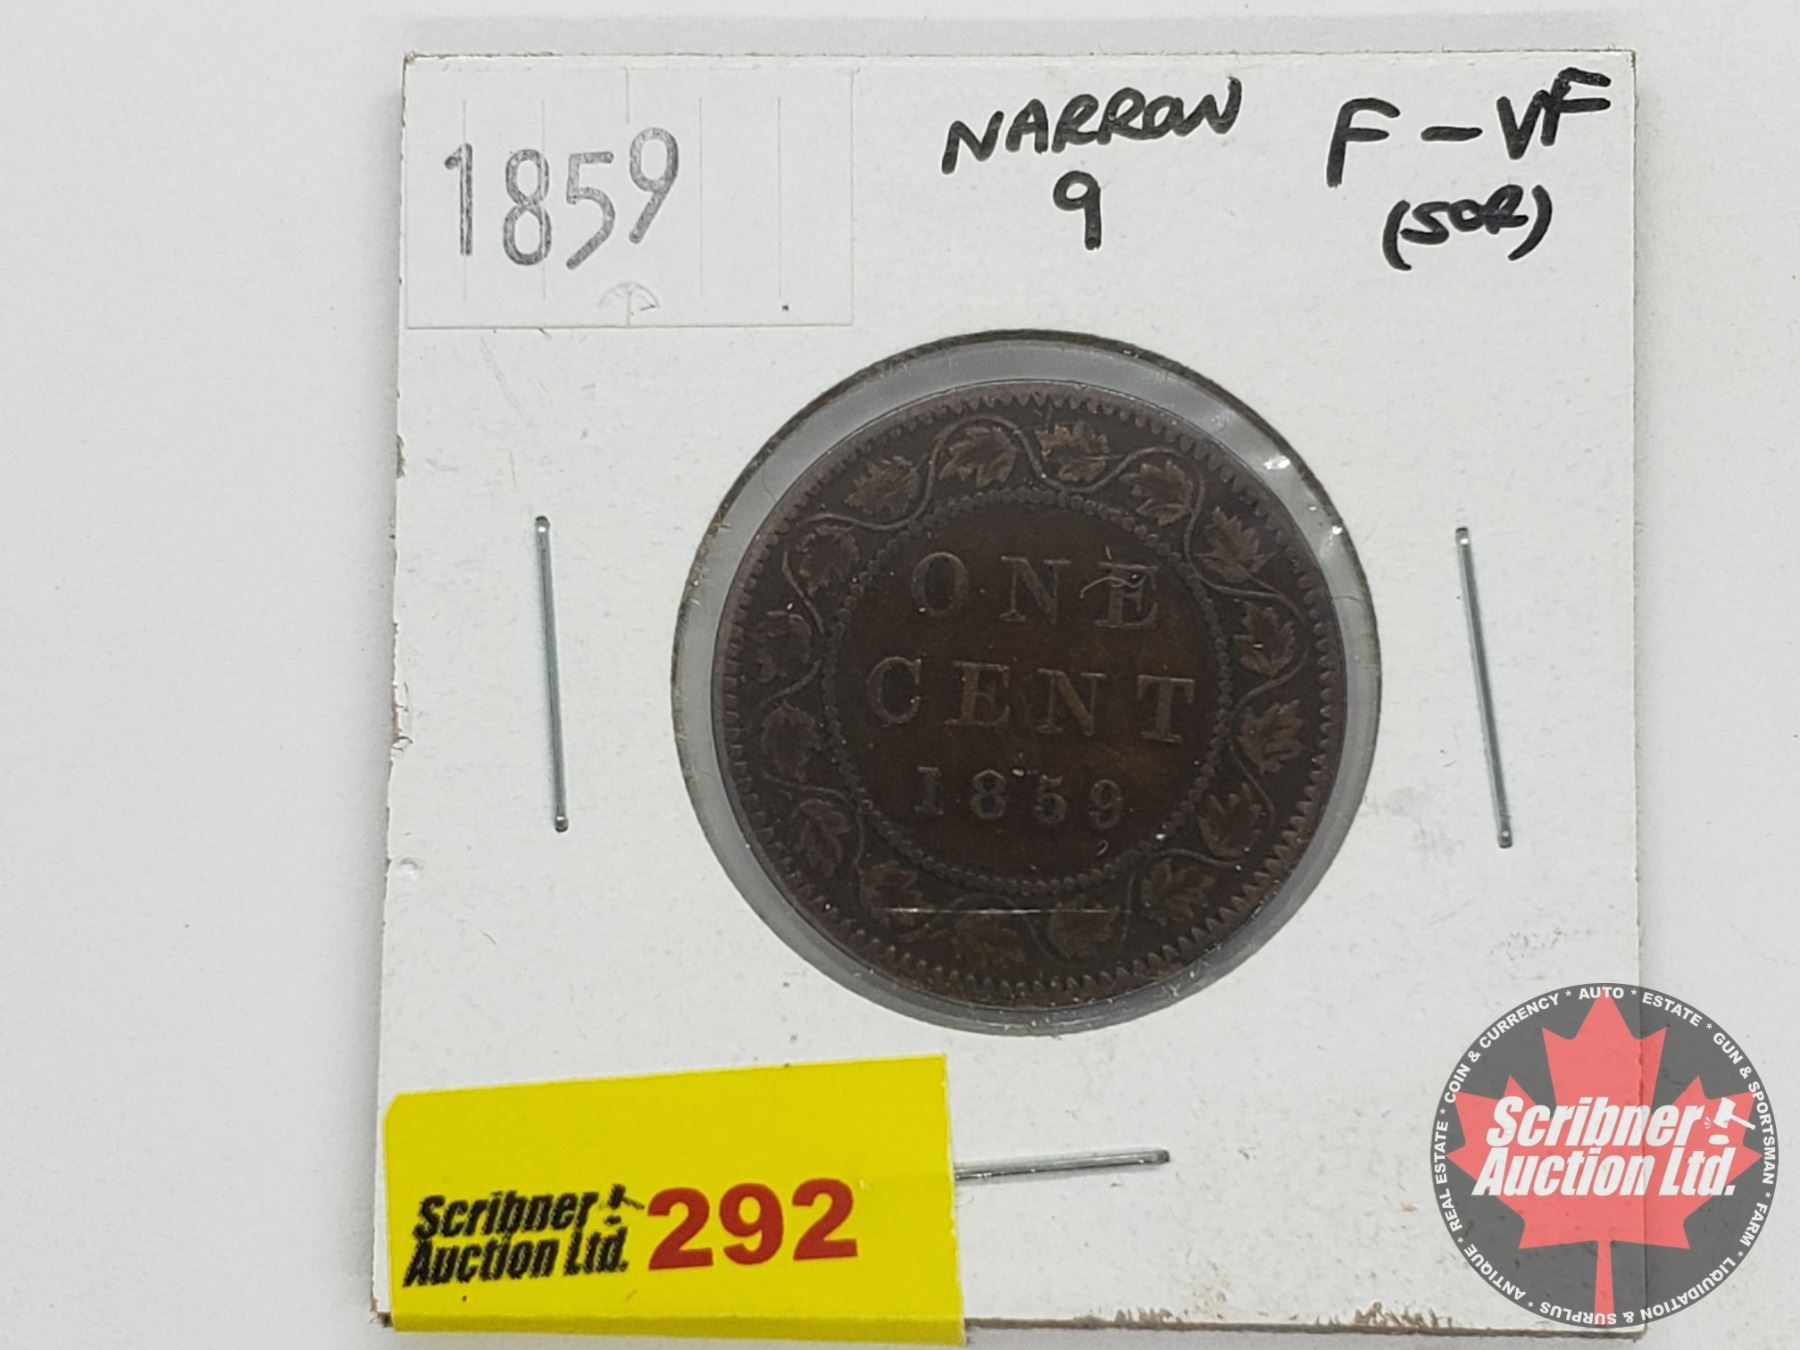 1859
NARROW
9
F-VF
(SOR)
ONE
CENT
1859
Scribner
Auction Ltd.
292
COIN & CURRENCY * AUTO * ESTATE * GUN & SPORTSMAN * FARM * LIQUIDATION & SURPLUS * ANTIQUE * REAL ESTATE *
Scribner
Auction Ltd.